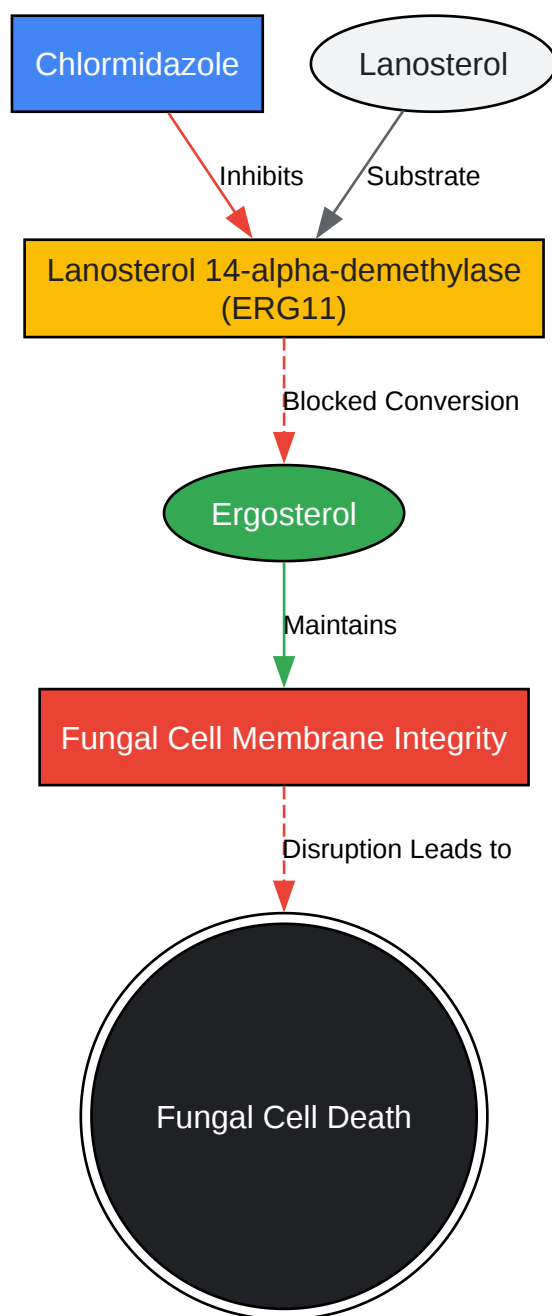 Chlormidazole
Lanosterol
Inhibits
Substrate
Lanosterol 14-alpha-demethylase
(ERG11)
Blocked Conversion
Ergosterol
Maintains
Fungal Cell Membrane Integrity
Disruption Leads to
Fungal Cell Death